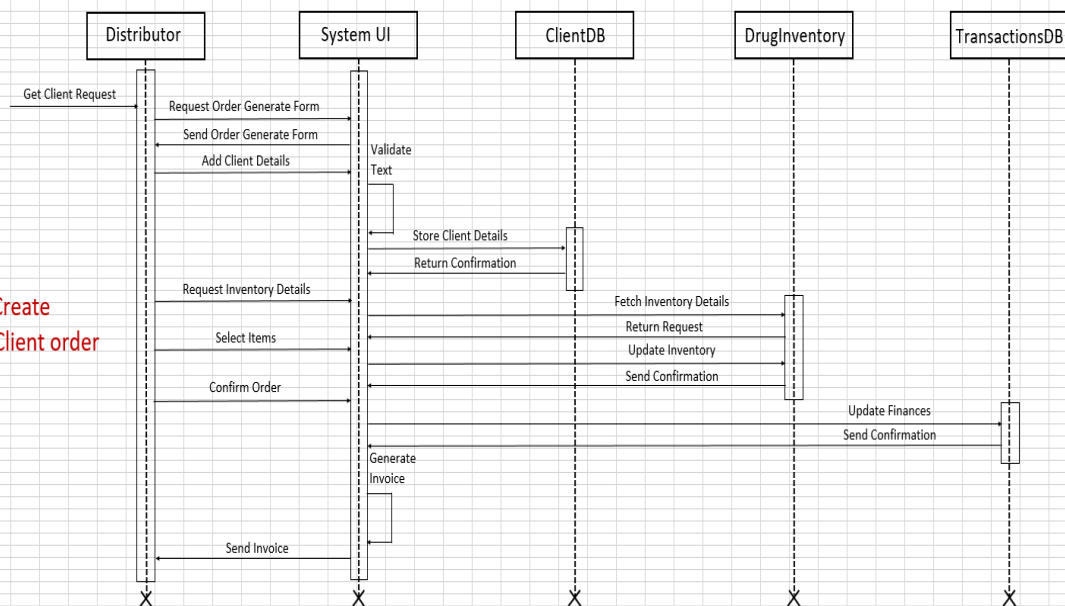 Distributor
System UI
ClientDB
DrugInventory
TransactionsDB
Get Client Request
Request Order Generate Form
Send Order Generate Form
Add Client Details
Validate
Text
Store Client Details
Return Confirmation
Request Inventory Details
Fetch Inventory Details
Create
Client order
Return Request
Select Items
Update Inventory
Send Confirmation
Confirm Order
Update Finances
Send Confirmation
Generate
Invoice
Send Invoice